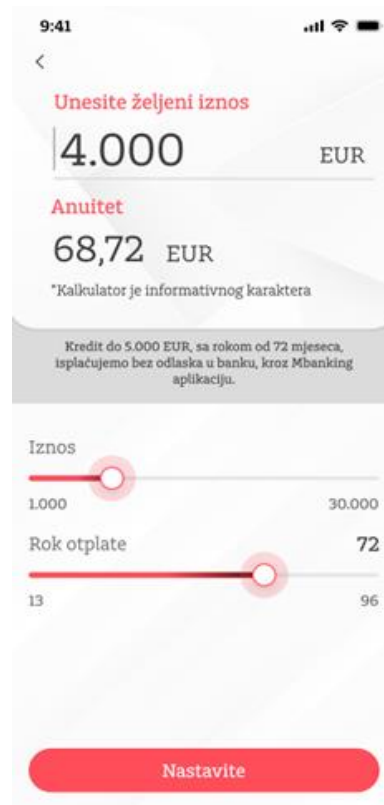 9:41
Unesite željeni iznos
4.000 EUR
Anuitet
68,72 EUR
*Kalkulator je informativnog karaktera
Kredit do 5.000 EUR, sa rokom od 72 mjeseca,
isplaćujemo bez odlaska u banku, kroz Mbanking
aplikaciju.
Iznos
1.000 30.000
Rok otplate 72
13 96
Nastavite